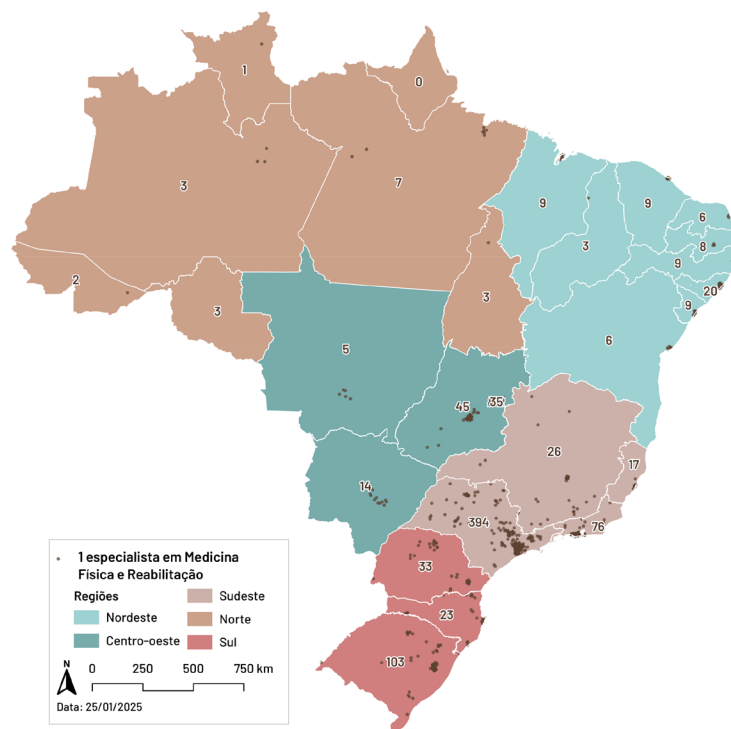 1
0
3
7
9
9
6
8
3
9
2
20
3
3
9
6
5
45
35
26
17
14
394
76
33
23
103
1 especialista em Medicina
Física e Reabilitação
Regiões
Sudeste
Nordeste
Norte
Centro-oeste
Sul
N
0 250 500 750 km
Data: 25/01/2025